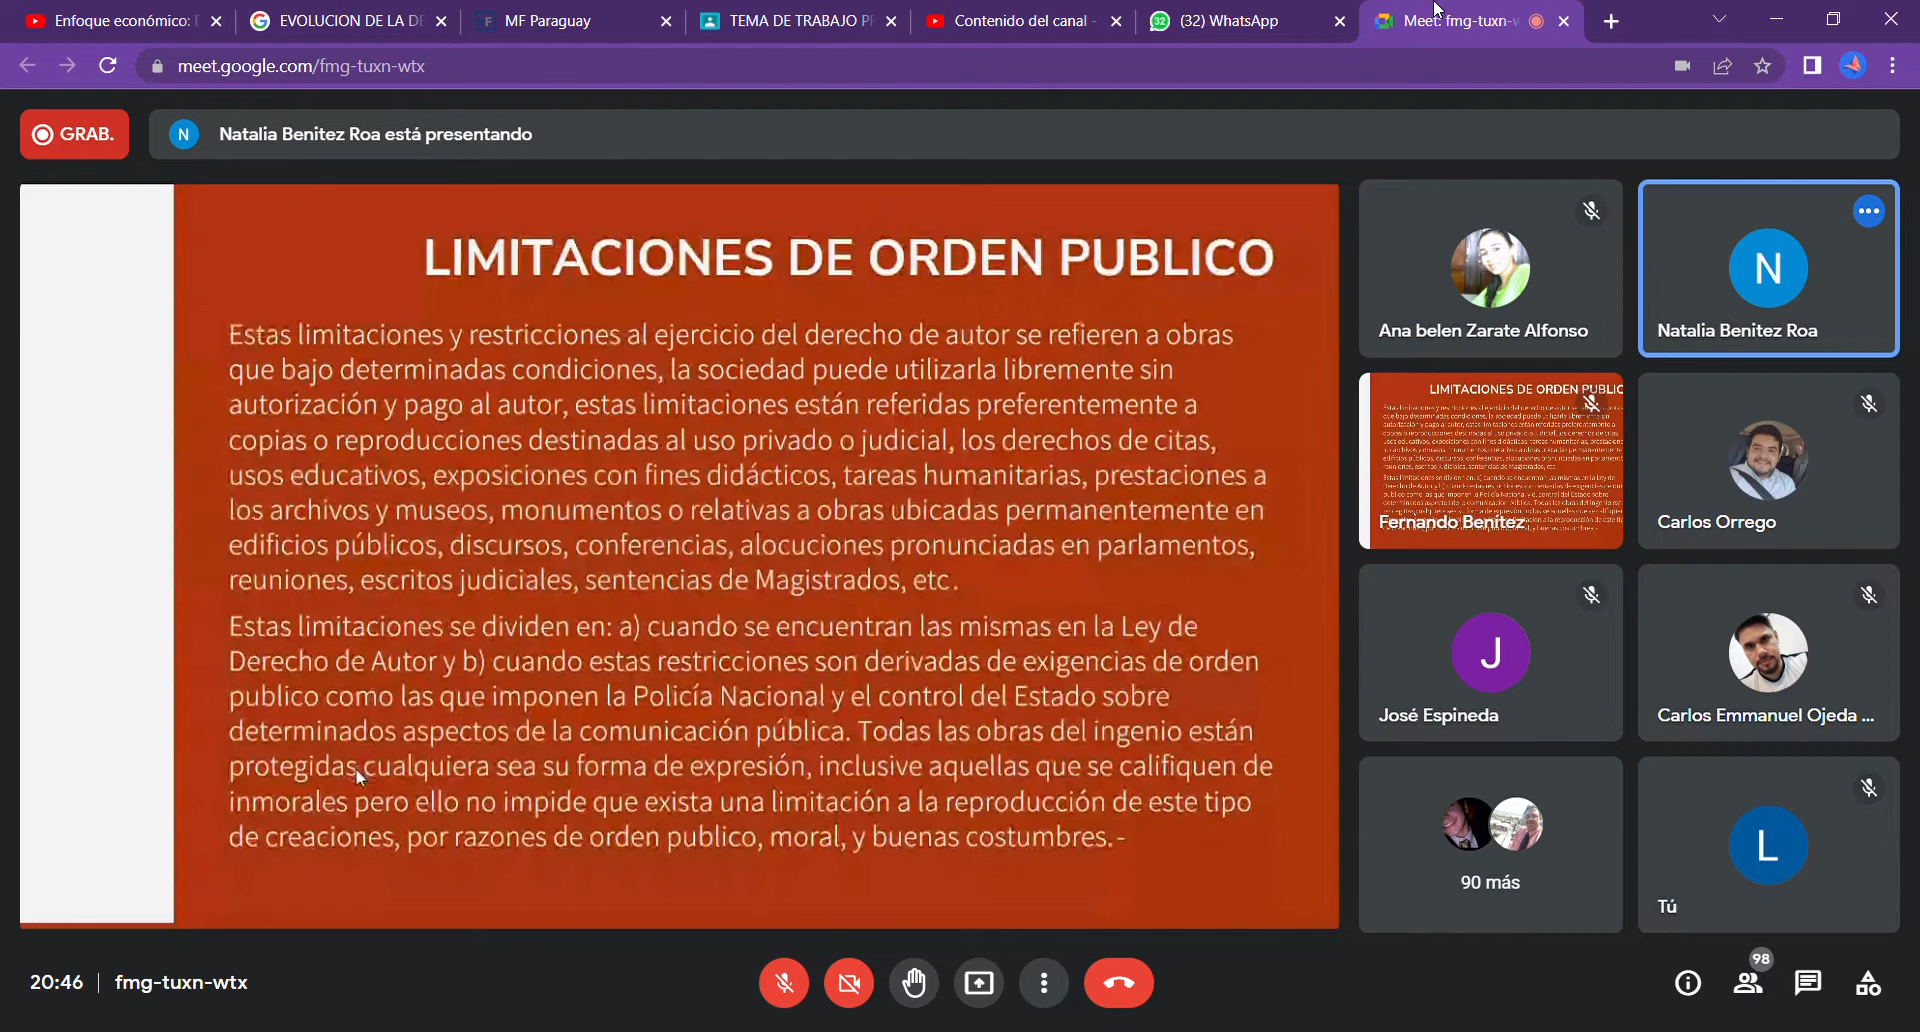 Enfoque económico:
EVOLUCION DE LA DE
MF Paraguay
TEMA DE TRABAJO PR
Contenido del canal -
(32) WhatsApp
Meet: fmg-tuxn-w
meet.google.com/fmg-tuxn-wtx
GRAB.
N
Natalia Benitez Roa está presentando
LIMITACIONES DE ORDEN PUBLICO
Estas limitaciones y restricciones al ejercicio del derecho de autor se refieren a obras
que bajo determinadas condiciones, la sociedad puede utilizarla libremente sin
autorización y pago al autor, estas limitaciones están referidas preferentemente a
copias o reproducciones destinadas al uso privado o judicial, los derechos de citas,
usos educativos, exposiciones con fines didácticos, tareas humanitarias, prestaciones a
los archivos y museos, monumentos o relativas a obras ubicadas permanentemente en
edificios públicos, discursos, conferencias, alocuciones pronunciadas en parlamentos,
reuniones, escritos judiciales, sentencias de Magistrados, etc.
Estas limitaciones se dividen en: a) cuando se encuentran las mismas en la Ley de
Derecho de Autor y b) cuando estas restricciones son derivadas de exigencias de orden
publico como las que imponen la Policía Nacional y el control del Estado sobre
determinados aspectos de la comunicación pública. Todas las obras del ingenio están
protegidas cualquiera sea su forma de expresión, inclusive aquellas que se califiquen de
inmorales pero ello no impide que exista una limitación a la reproducción de este tipo
de creaciones, por razones de orden publico, moral, y buenas costumbres. -
Ana belen Zarate Alfonso
N
Natalia Benitez Roa
LIMITACIONES DE ORDEN PUBLIC
Fernando Benítez
Carlos Orrego
J
José Espineda
Carlos Emmanuel Ojeda ...
90 más
L
Tú
20:46
fmg-tuxn-wtx
98